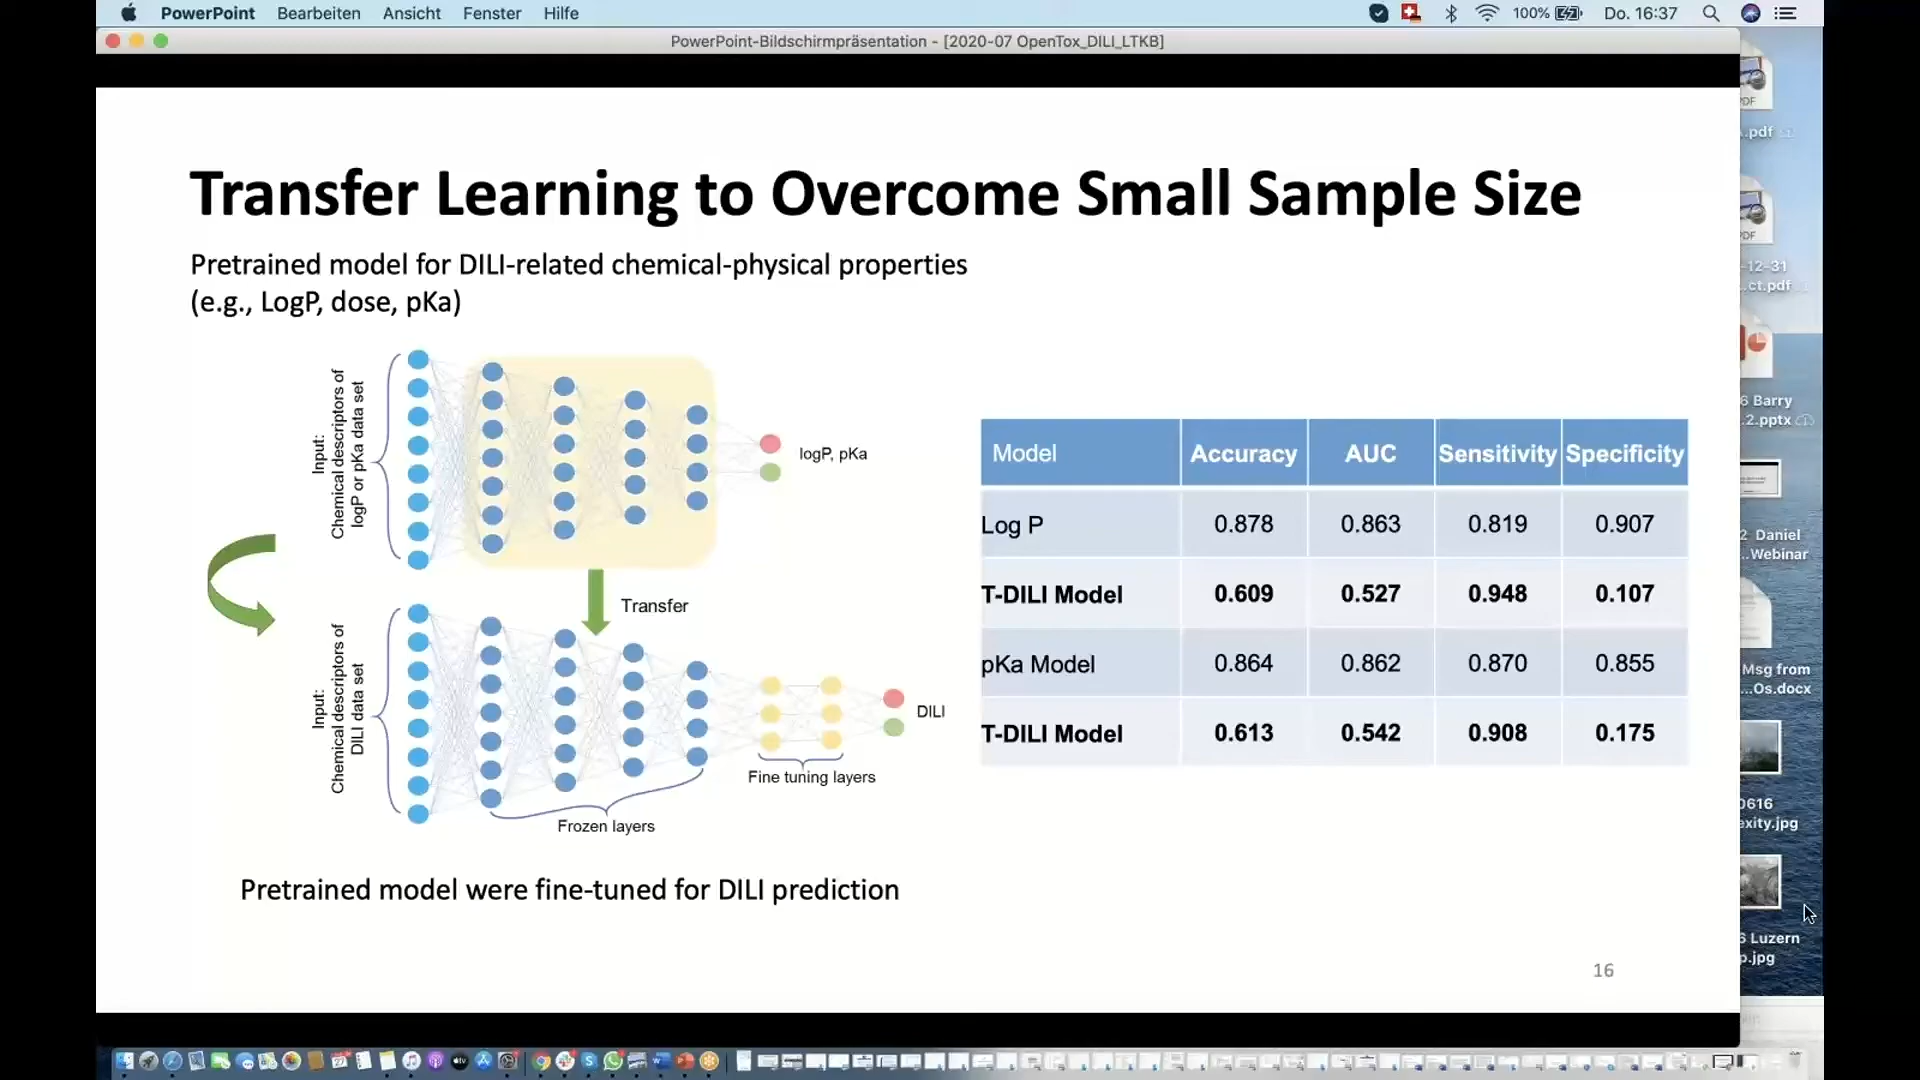 PowerPoint Bearbeiten Ansicht Fenster Hilfe 100% Do. 16:37
PowerPoint-Bildschirmpräsentation - [2020-07 OpenTox_DILI_LTKB]
Transfer Learning to Overcome Small Sample Size
Pretrained model for DILI-related chemical-physical properties
(e.g., LogP, dose, pKa)
Input:
Chemical descriptors of
logP or pKa data set
logP, pKa
Transfer
Input:
Chemical descriptors of
DILI data set
DILI
Fine tuning layers
Frozen layers
Pretrained model were fine-tuned for DILI prediction
Model Accuracy AUC Sensitivity Specificity
Log P 0.878 0.863 0.819 0.907
T-DILI Model 0.609 0.527 0.948 0.107
pKa Model 0.864 0.862 0.870 0.855
T-DILI Model 0.613 0.542 0.908 0.175
16
PDF
.pdf
PDF
-12-31
...ct.pdf
6 Barry
.2.pptx
2 Daniel
...Webinar
Msg from
...Os.docx
0616
exity.jpg
6 Luzern
p.jpg